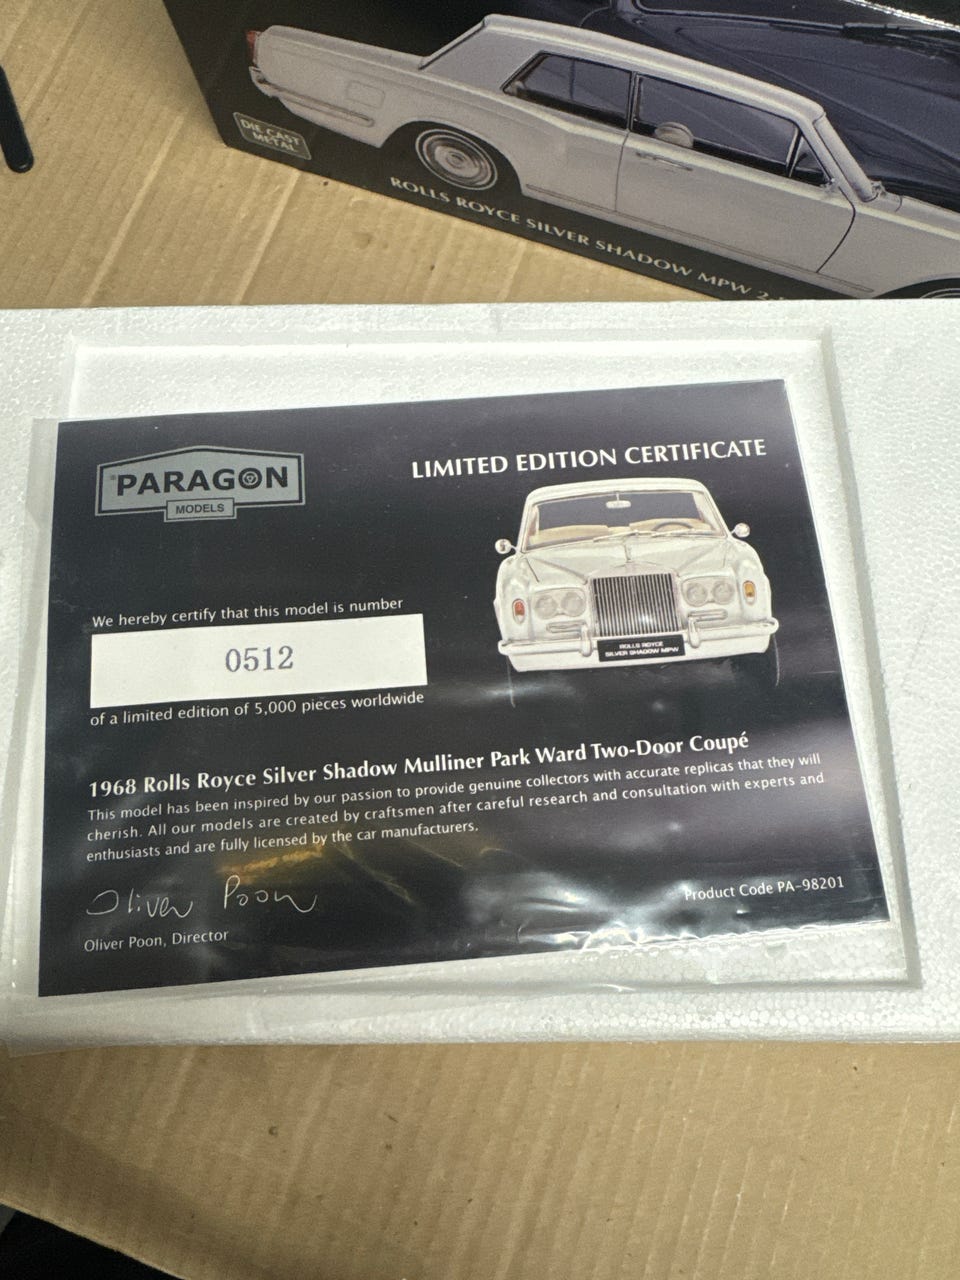 DIE CAST
METAL
ROLLS ROYCE SILVER SHADOW MPW
PARAGON
MODELS
LIMITED EDITION CERTIFICATE
ROLLS ROYCE
SILVER SHADOW MPW
We hereby certify that this model is number
0512
of a limited edition of 5,000 pieces worldwide
1968 Rolls Royce Silver Shadow Mulliner Park Ward Two-Door Coupé
This model has been inspired by our passion to provide genuine collectors with accurate replicas that they will
cherish. All our models are created by craftsmen after careful research and consultation with experts and
enthusiasts and are fully licensed by the car manufacturers.
Oliver Poon
Oliver Poon, Director
Product Code PA-98201